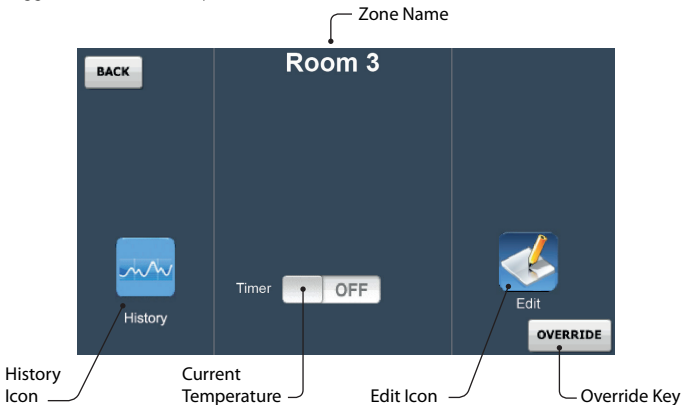 Zone Name
BACK
Room 3
Timer
OFF
History
Edit
OVERRIDE
History
Icon
Current
Temperature
Edit Icon
Override Key